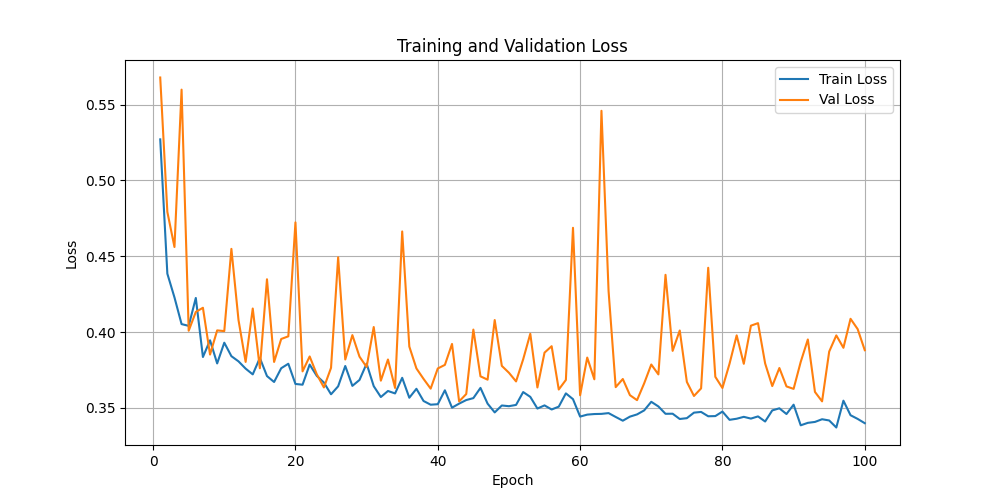 Training and Validation Loss
Train Loss
Val Loss
0.55
0.50
0.45
0.40
0.35
Loss
0 20 40 60 80 100
Epoch